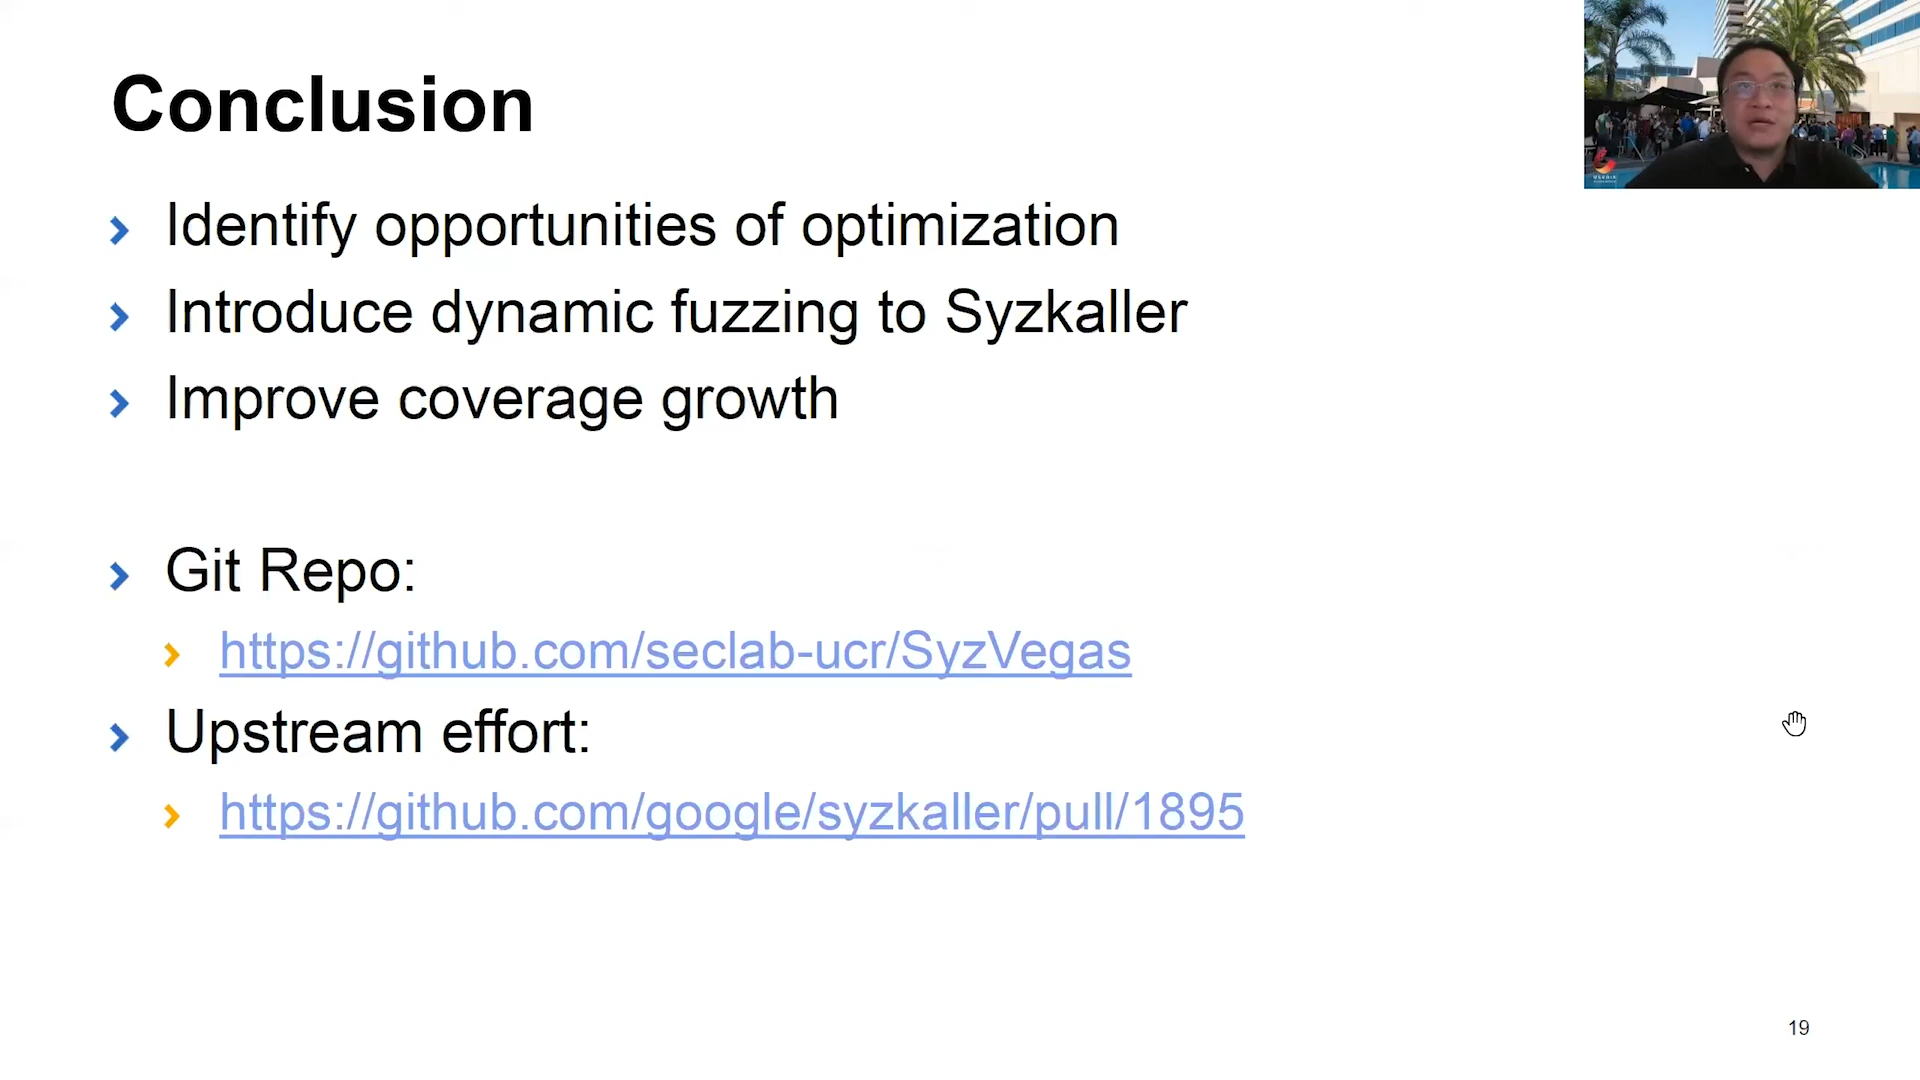 Conclusion
Identify opportunities of optimization
Introduce dynamic fuzzing to Syzkaller
Improve coverage growth
Git Repo:
https://github.com/seclab-ucr/SyzVegas
Upstream effort:
https://github.com/google/syzkaller/pull/1895
19
USENIX